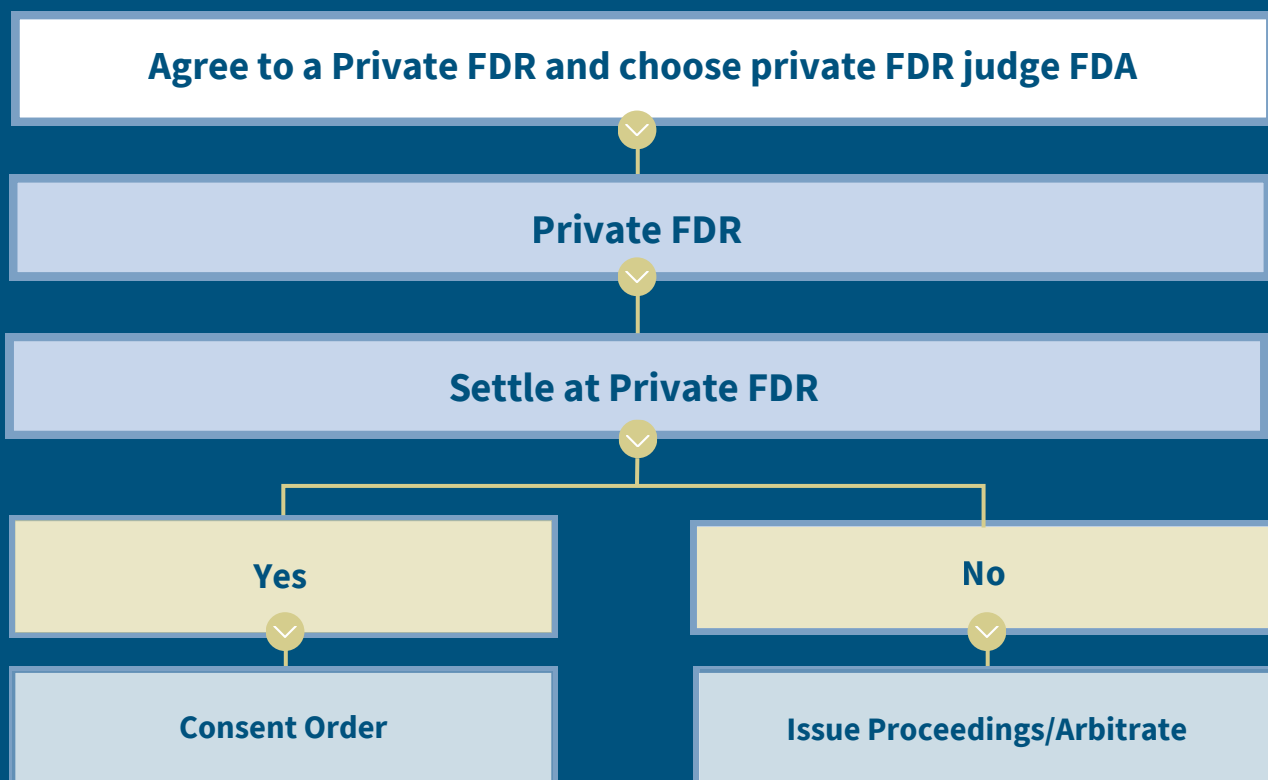 Agree to a Private FDR and choose private FDR judge FDA
Private FDR
Settle at Private FDR
Yes
No
Consent Order
Issue Proceedings/Arbitrate